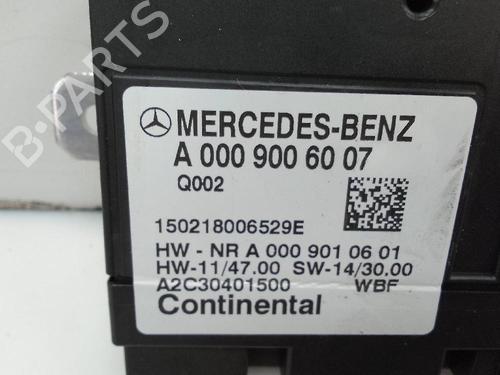 MERCEDES-BENZ
A 000 900 60 07
Q002
150218006529E
HW - NR A 000 901 06 01
HW-11/47.00 SW-14/30.00
A2C30401500 WBF
Continental
B-PARTS